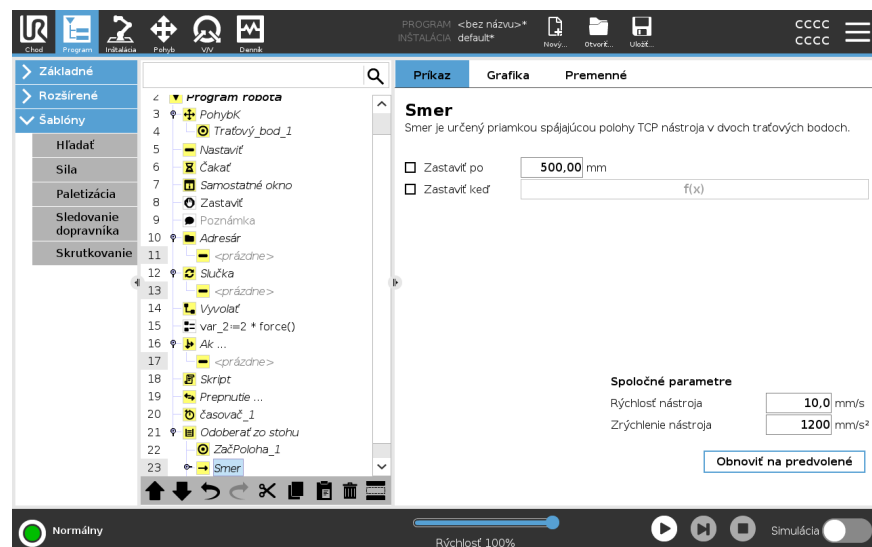 PROGRAM <bez názvu>*
INŠTALÁCIA default*
Chod
Program
Inštalácia
Pohyb
V/V
Denník
Nový...
Otvoriť...
Uložiť...
CCCC
CCCC
Základné
Rozšírené
Šablóny
Hľadať
Sila
Paletizácia
Sledovanie
dopravníka
Skrutkovanie
2 Program robota
3 PohybK
4 Traťový_bod_1
5 Nastaviť
6 Čakať
7 Samostatné okno
8 Zastaviť
9 Poznámka
10 Adresár
11 <prázdne>
12 Slučka
13 <prázdne>
14 Vyvolať
15 var_2≔2 * force()
16 Ak ...
17 <prázdne>
18 Skript
19 Prepnutie ...
20 časovač_1
21 Odoberať zo stohu
22 ZačPoloha_1
23 Smer
Príkaz
Grafika
Premenné
Smer
Smer je určený priamkou spájajúcou polohy TCP nástroja v dvoch traťových bodoch.
Zastaviť po 500,00 mm
Zastaviť keď f(x)
Spoločné parametre
Rýchlosť nástroja 10,0 mm/s
Zrýchlenie nástroja 1200 mm/s²
Obnoviť na predvolené
Normálny
Rýchlosť 100%
Simulácia